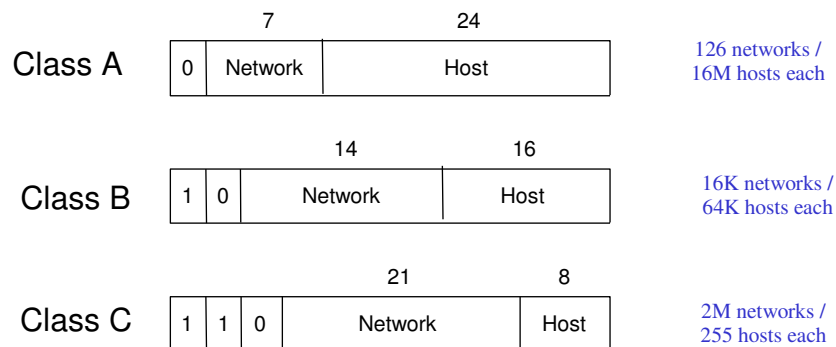 7 24
Class A 0 Network Host 126 networks /
16M hosts each
14 16
Class B 1 0 Network Host 16K networks /
64K hosts each
21 8
Class C 1 1 0 Network Host 2M networks /
255 hosts each